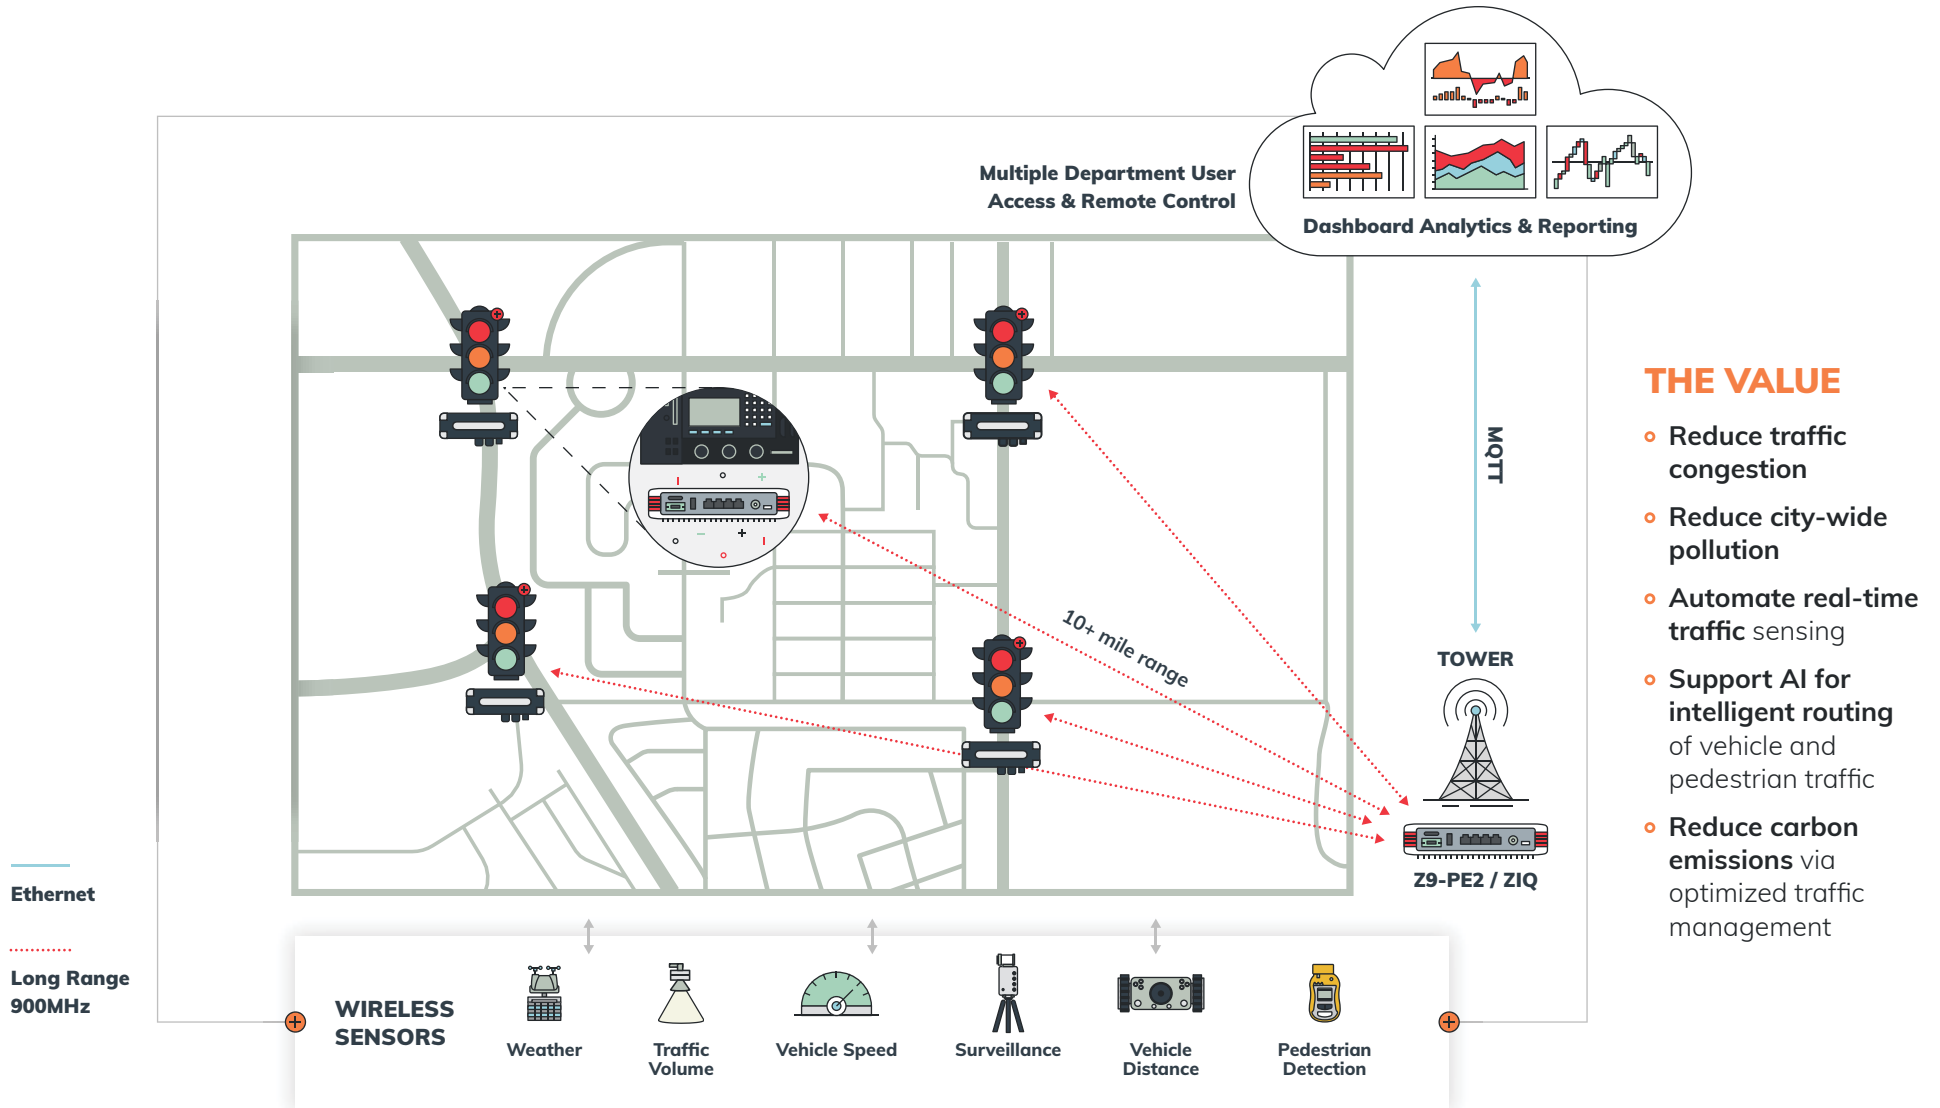 Multiple Department User
Access & Remote Control
Dashboard Analytics & Reporting
MQTT
10+ mile range
TOWER
Z9-PE2 / ZIQ
THE VALUE
Reduce traffic
congestion
Reduce city-wide
pollution
Automate real-time
traffic sensing
Support AI for
intelligent routing
of vehicle and
pedestrian traffic
Reduce carbon
emissions via
optimized traffic
management
Ethernet
Long Range
900MHz
WIRELESS
SENSORS
Weather
Traffic
Volume
Vehicle Speed
Surveillance
Vehicle
Distance
Pedestrian
Detection